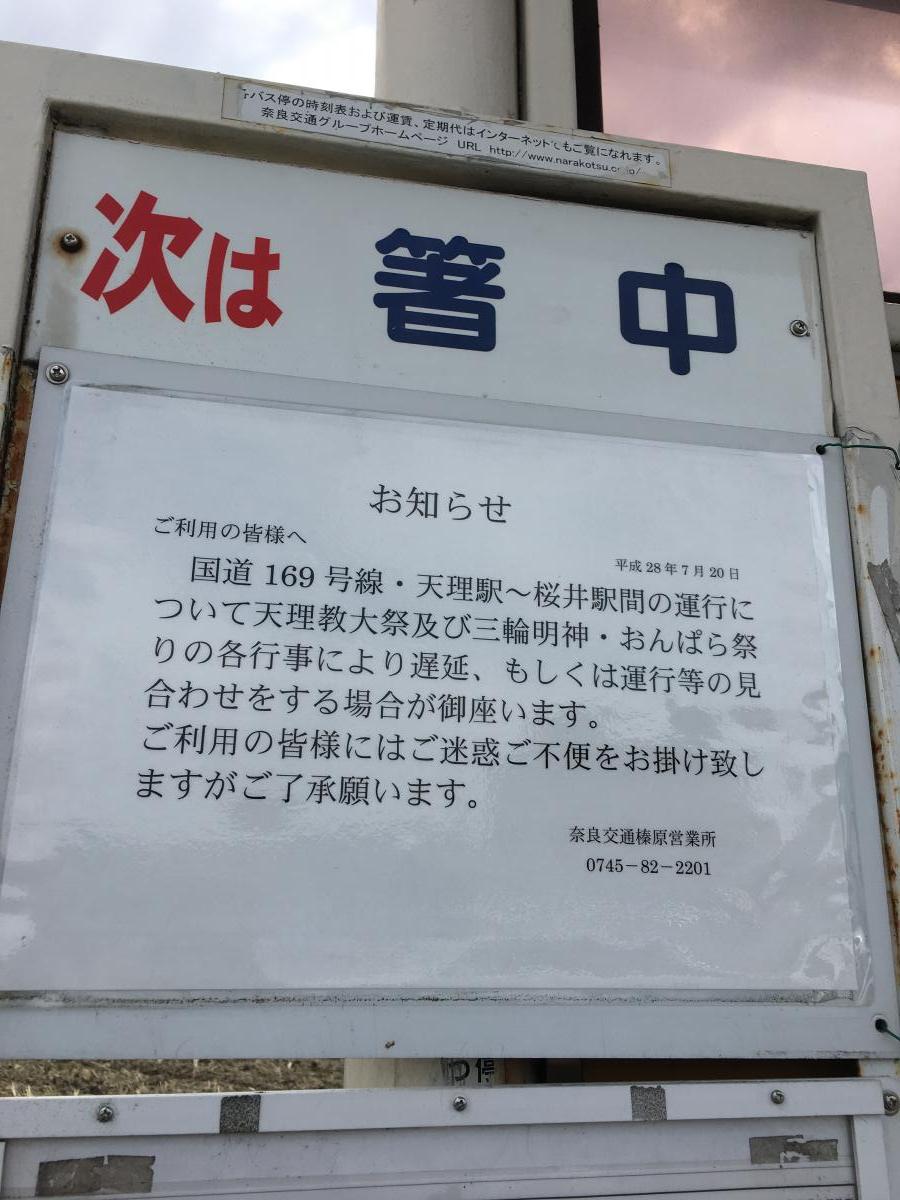 バス停の時刻表および運賃、定期代はインターネットでもご覧になれます。
奈良交通グループホームページ URL http://www.narakotsu.co.jp/
次は 箸中
お知らせ
ご利用の皆様へ
平成28年7月20日
国道169号線・天理駅～桜井駅間の運行に
ついて天理教大祭及び三輪明神・おんぱら祭
りの各行事により遅延、もしくは運行等の見
合わせをする場合が御座います。
ご利用の皆様にはご迷惑ご不便をお掛け致し
ますがご了承願います。
奈良交通榛原営業所
0745－82－2201